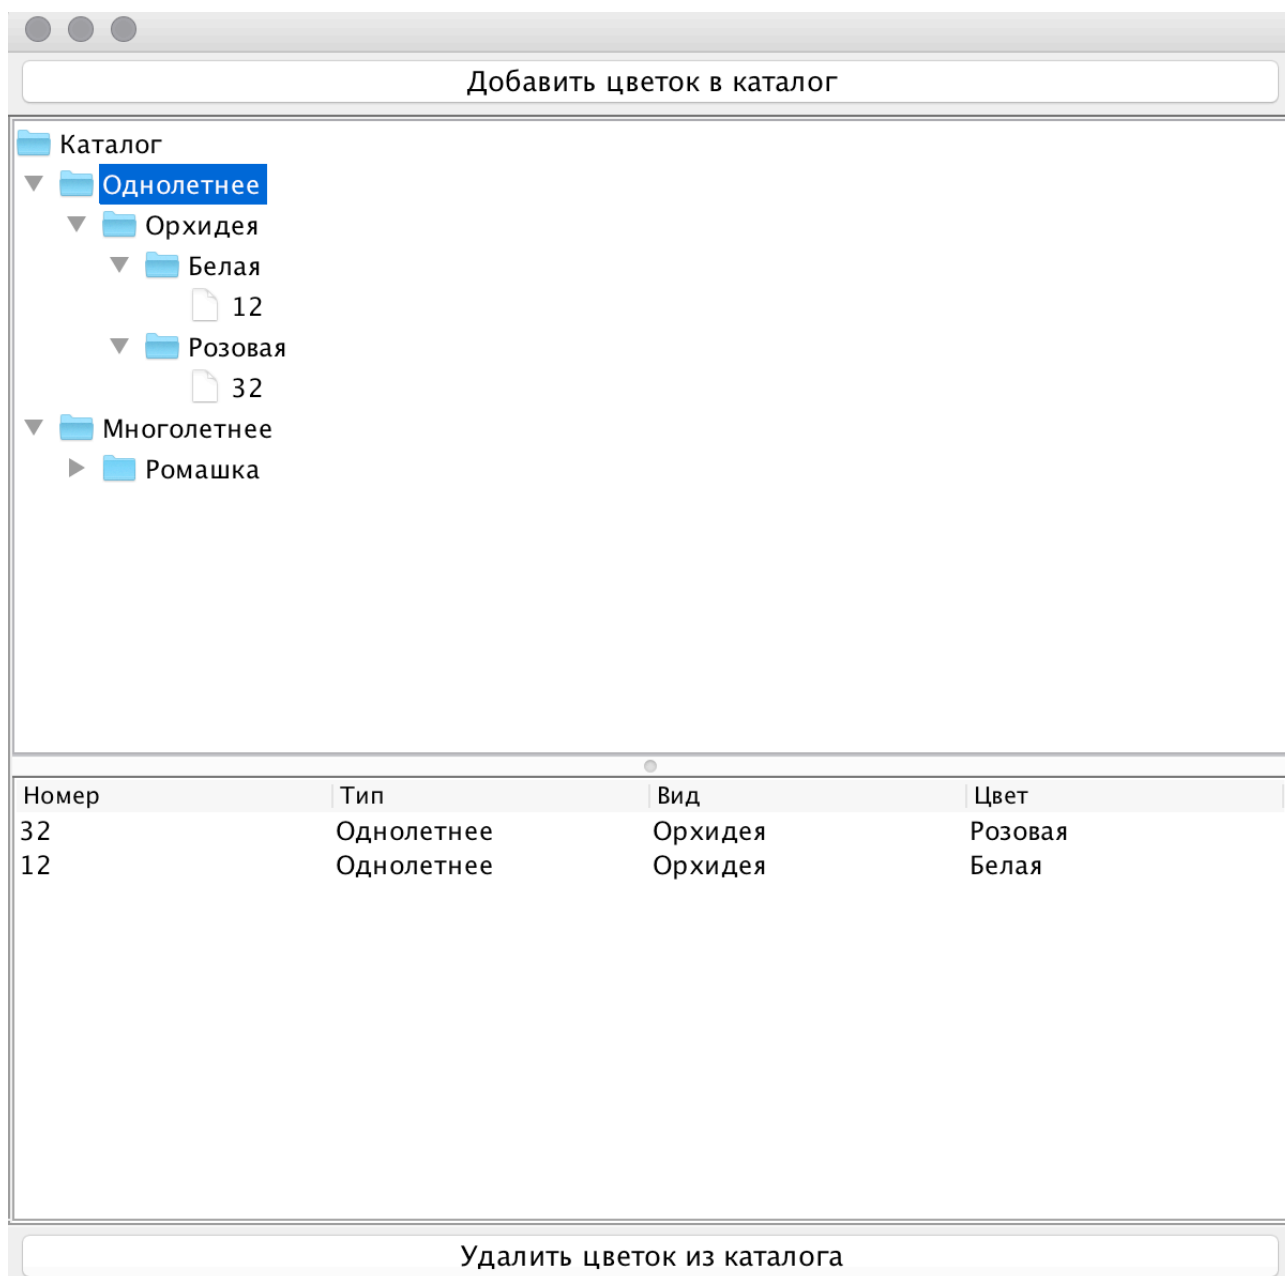 Добавить цветок в каталог
Каталог
Однолетнее
Орхидея
Белая
12
Розовая
32
Многолетнее
Ромашка
Номер Тип Вид Цвет
32 Однолетнее Орхидея Розовая
12 Однолетнее Орхидея Белая
Удалить цветок из каталога